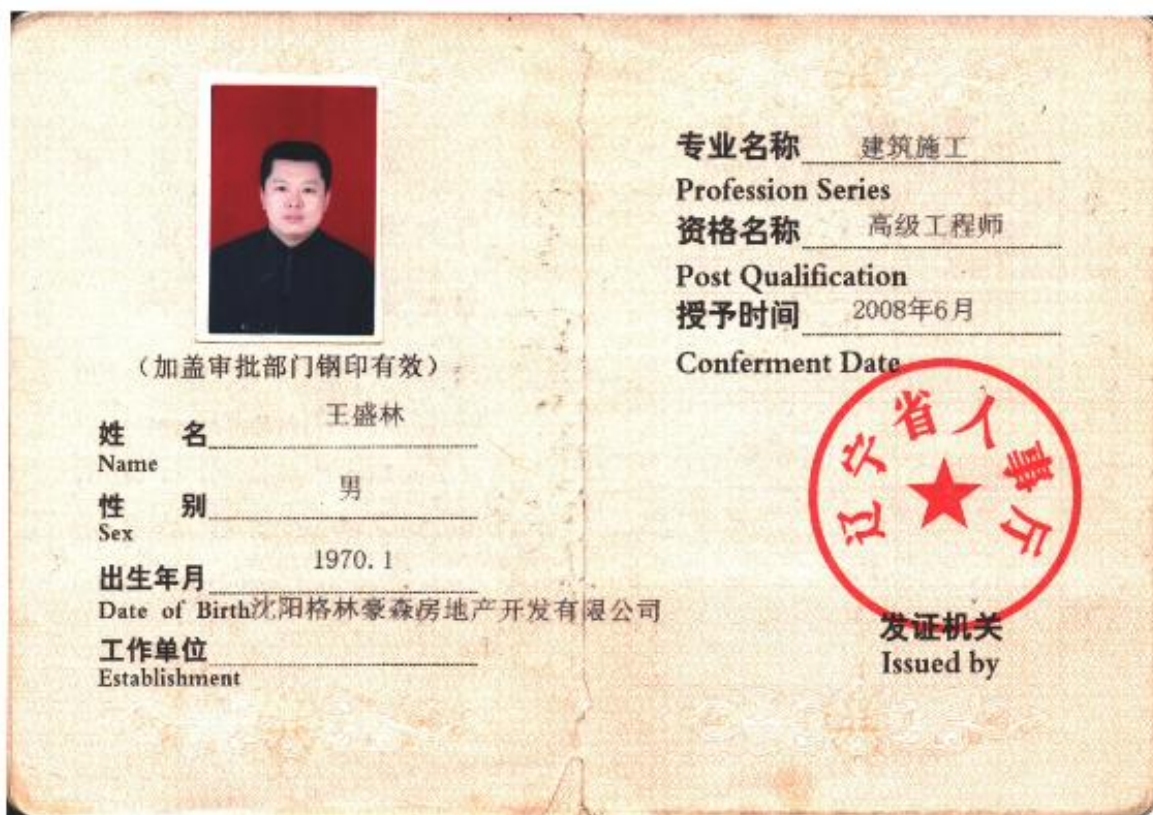 (加盖审批部门钢印有效)
姓 名 王盛林
Name
性 别 男
Sex
出生年月 1970.1
Date of Birth 沈阳格林豪森房地产开发有限公司
工作单位
Establishment
专业名称 建筑施工
Profession Series
资格名称 高级工程师
Post Qualification
授予时间 2008年6月
Conferment Date
辽宁省人事厅
发证机关
Issued by